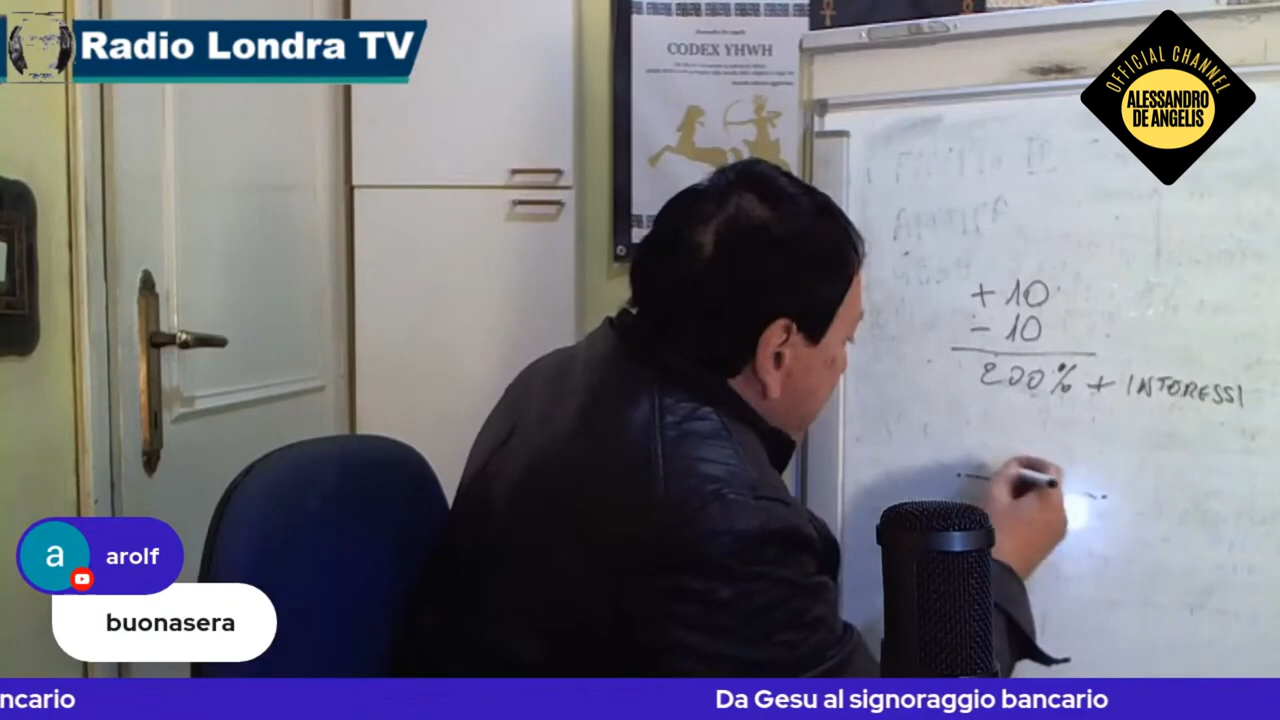 Radio Londra TV
CODEX YHWH
OFFICIAL CHANNEL
ALESSANDRO
DE ANGELIS
+ 10
- 10
200% + INTERESSI
a arolf
buonasera
ncario
Da Gesu al signoraggio bancario